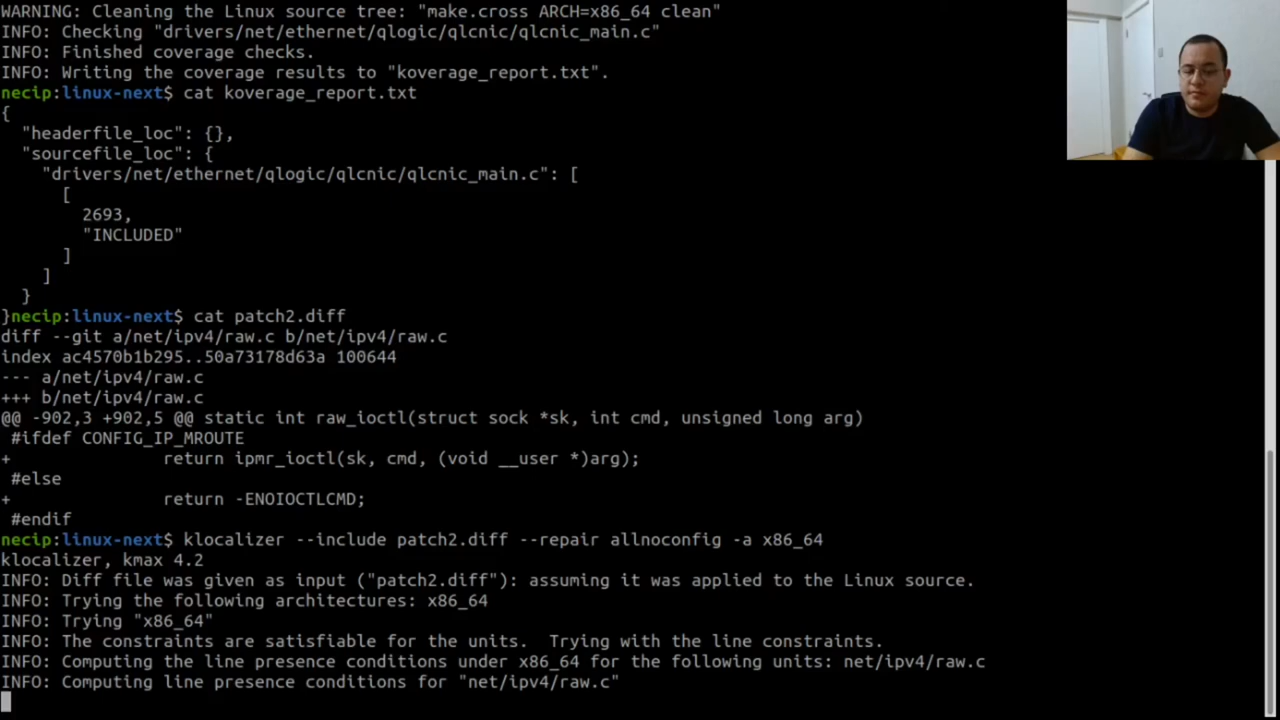 WARNING: Cleaning the Linux source tree: "make.cross ARCH=x86_64 clean"
INFO: Checking "drivers/net/ethernet/qlogic/qlcnic/qlcnic_main.c"
INFO: Finished coverage checks.
INFO: Writing the coverage results to "koverage_report.txt".
necip:linux-next$ cat koverage_report.txt
{
  "headerfile_loc": {},
  "sourcefile_loc": {
    "drivers/net/ethernet/qlogic/qlcnic/qlcnic_main.c": [
      [
        2693,
        "INCLUDED"
      ]
    ]
  }
}necip:linux-next$ cat patch2.diff
diff --git a/net/ipv4/raw.c b/net/ipv4/raw.c
index ac4570b1b295..50a73178d63a 100644
--- a/net/ipv4/raw.c
+++ b/net/ipv4/raw.c
@@ -902,3 +902,5 @@ static int raw_ioctl(struct sock *sk, int cmd, unsigned long arg)
 #ifdef CONFIG_IP_MROUTE
+               return ipmr_ioctl(sk, cmd, (void __user *)arg);
 #else
+               return -ENOIOCTLCMD;
 #endif
necip:linux-next$ klocalizer --include patch2.diff --repair allnoconfig -a x86_64
klocalizer, kmax 4.2
INFO: Diff file was given as input ("patch2.diff"): assuming it was applied to the Linux source.
INFO: Trying the following architectures: x86_64
INFO: Trying "x86_64"
INFO: The constraints are satisfiable for the units.  Trying with the line constraints.
INFO: Computing the line presence conditions under x86_64 for the following units: net/ipv4/raw.c
INFO: Computing line presence conditions for "net/ipv4/raw.c"